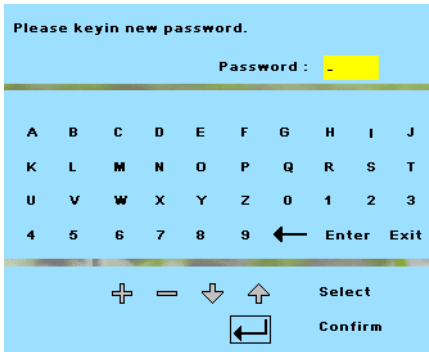 Please keyin new password.
Password : -
A B C D E F G H I J
K L M N O P Q R S T
U V W X Y Z 0 1 2 3
4 5 6 7 8 9 ← Enter Exit
+ − ↓ ↑ Select
↵ Confirm